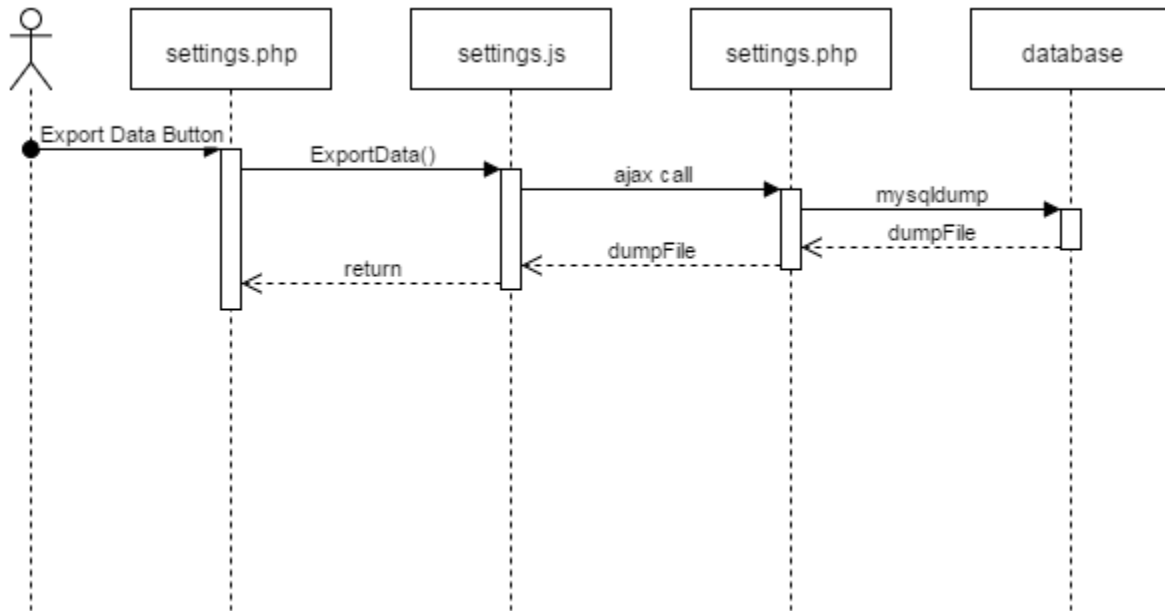 settings.php
settings.js
settings.php
database
Export Data Button
ExportData()
ajax call
mysqldump
dumpFile
dumpFile
return